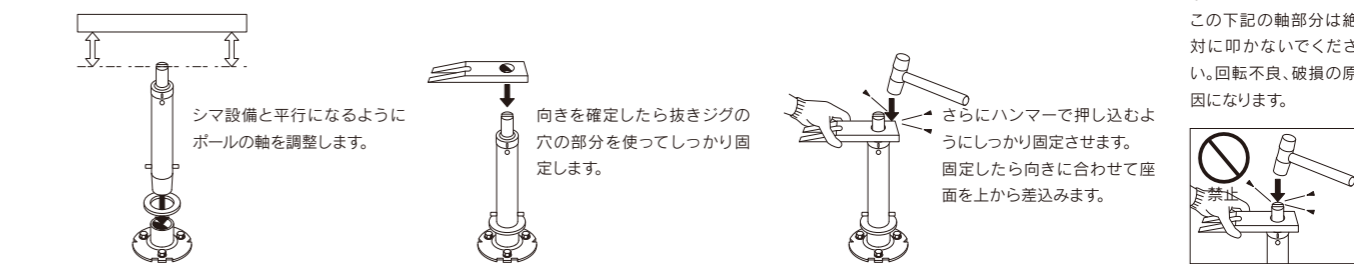 シマ設備と平行になるように
ポールの軸を調整します。
向きを確定したら抜きジグの
穴の部分を使ってしっかり固
定します。
さらにハンマーで押し込むよ
うにしっかり固定させます。
固定したら向きに合わせて座
面を上から差込みます。
この下記の軸部分は絶
対に叩かないでくださ
い。回転不良、破損の原
因になります。
禁止